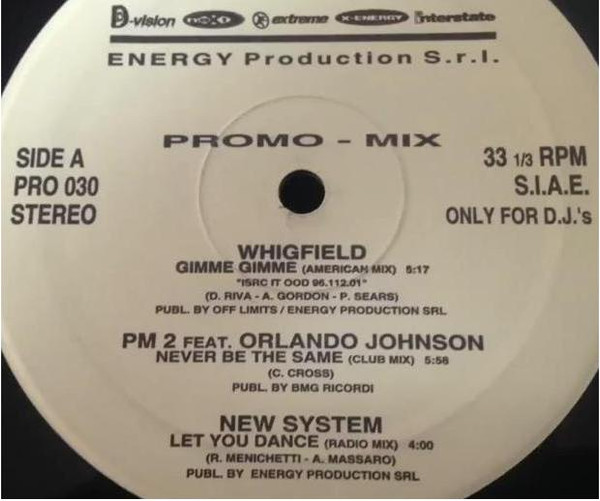 D-vision extreme X-ENERGY interstate
ENERGY Production S.r.l.
PROMO - MIX
SIDE A
PRO 030
STEREO
33 1/3 RPM
S.I.A.E.
ONLY FOR D.J.'s
WHIGFIELD
GIMME GIMME (AMERICAN MIX) 5:17
"ISRC IT OOD 96.112.01"
(D. RIVA - A. GORDON - P. SEARS)
PUBL. BY OFF LIMITS / ENERGY PRODUCTION SRL
PM 2 FEAT. ORLANDO JOHNSON
NEVER BE THE SAME (CLUB MIX) 5:58
(C. CROSS)
PUBL. BY BMG RICORDI
NEW SYSTEM
LET YOU DANCE (RADIO MIX) 4:00
(R. MENICHETTI - A. MASSARO)
PUBL. BY ENERGY PRODUCTION SRL